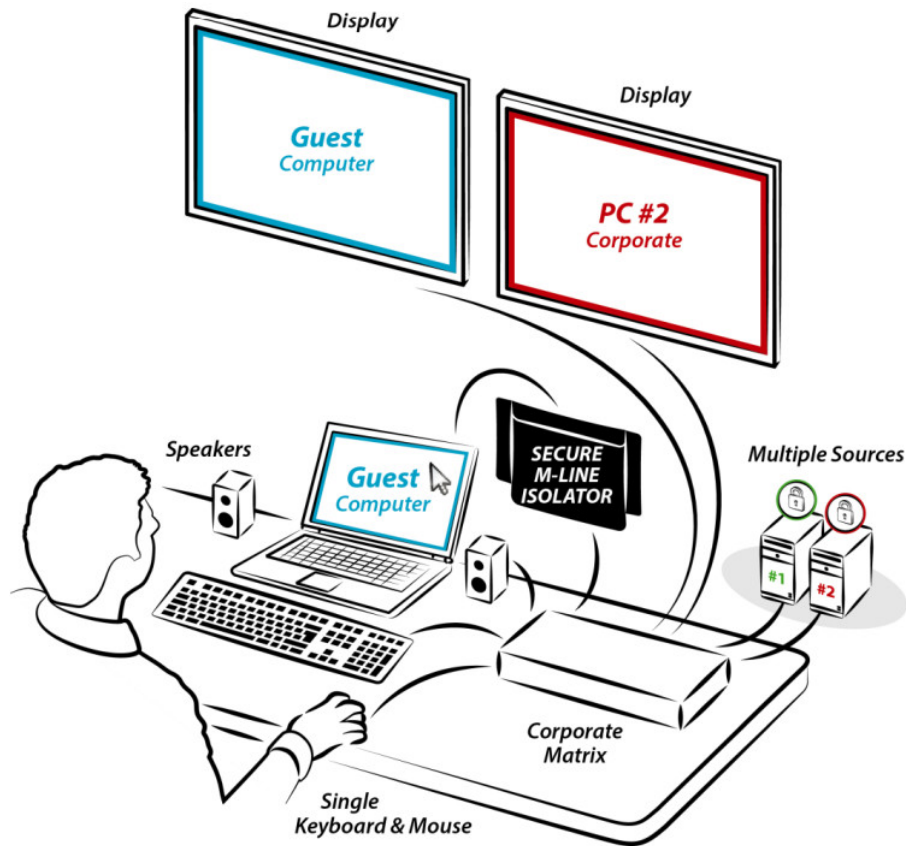 Display
Display
Guest
Computer
PC #2
Corporate
Speakers
Guest
Computer
SECURE
M-LINE
ISOLATOR
Multiple Sources
#1
#2
Corporate
Matrix
Single
Keyboard & Mouse